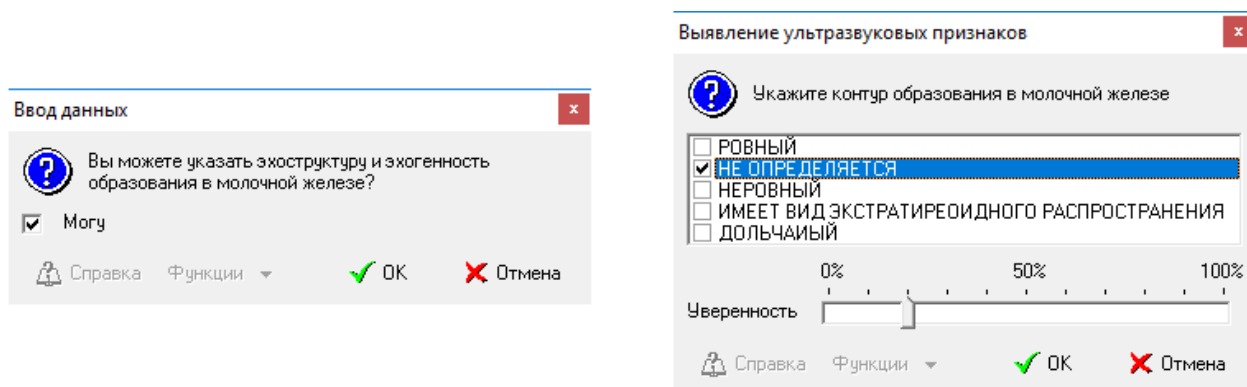 Ввод данных
Вы можете указать эхоструктуру и эхогенность
образования в молочной железе?
Могу
Справка Функции OK Отмена
Выявление ультразвуковых признаков
Укажите контур образования в молочной железе
РОВНЫЙ
НЕ ОПРЕДЕЛЯЕТСЯ
НЕРОВНЫЙ
ИМЕЕТ ВИД ЭКСТРАТИРЕОИДНОГО РАСПРОСТРАНЕНИЯ
ДОЛЬЧАИЫЙ
0% 50% 100%
Уверенность
Справка Функции OK Отмена